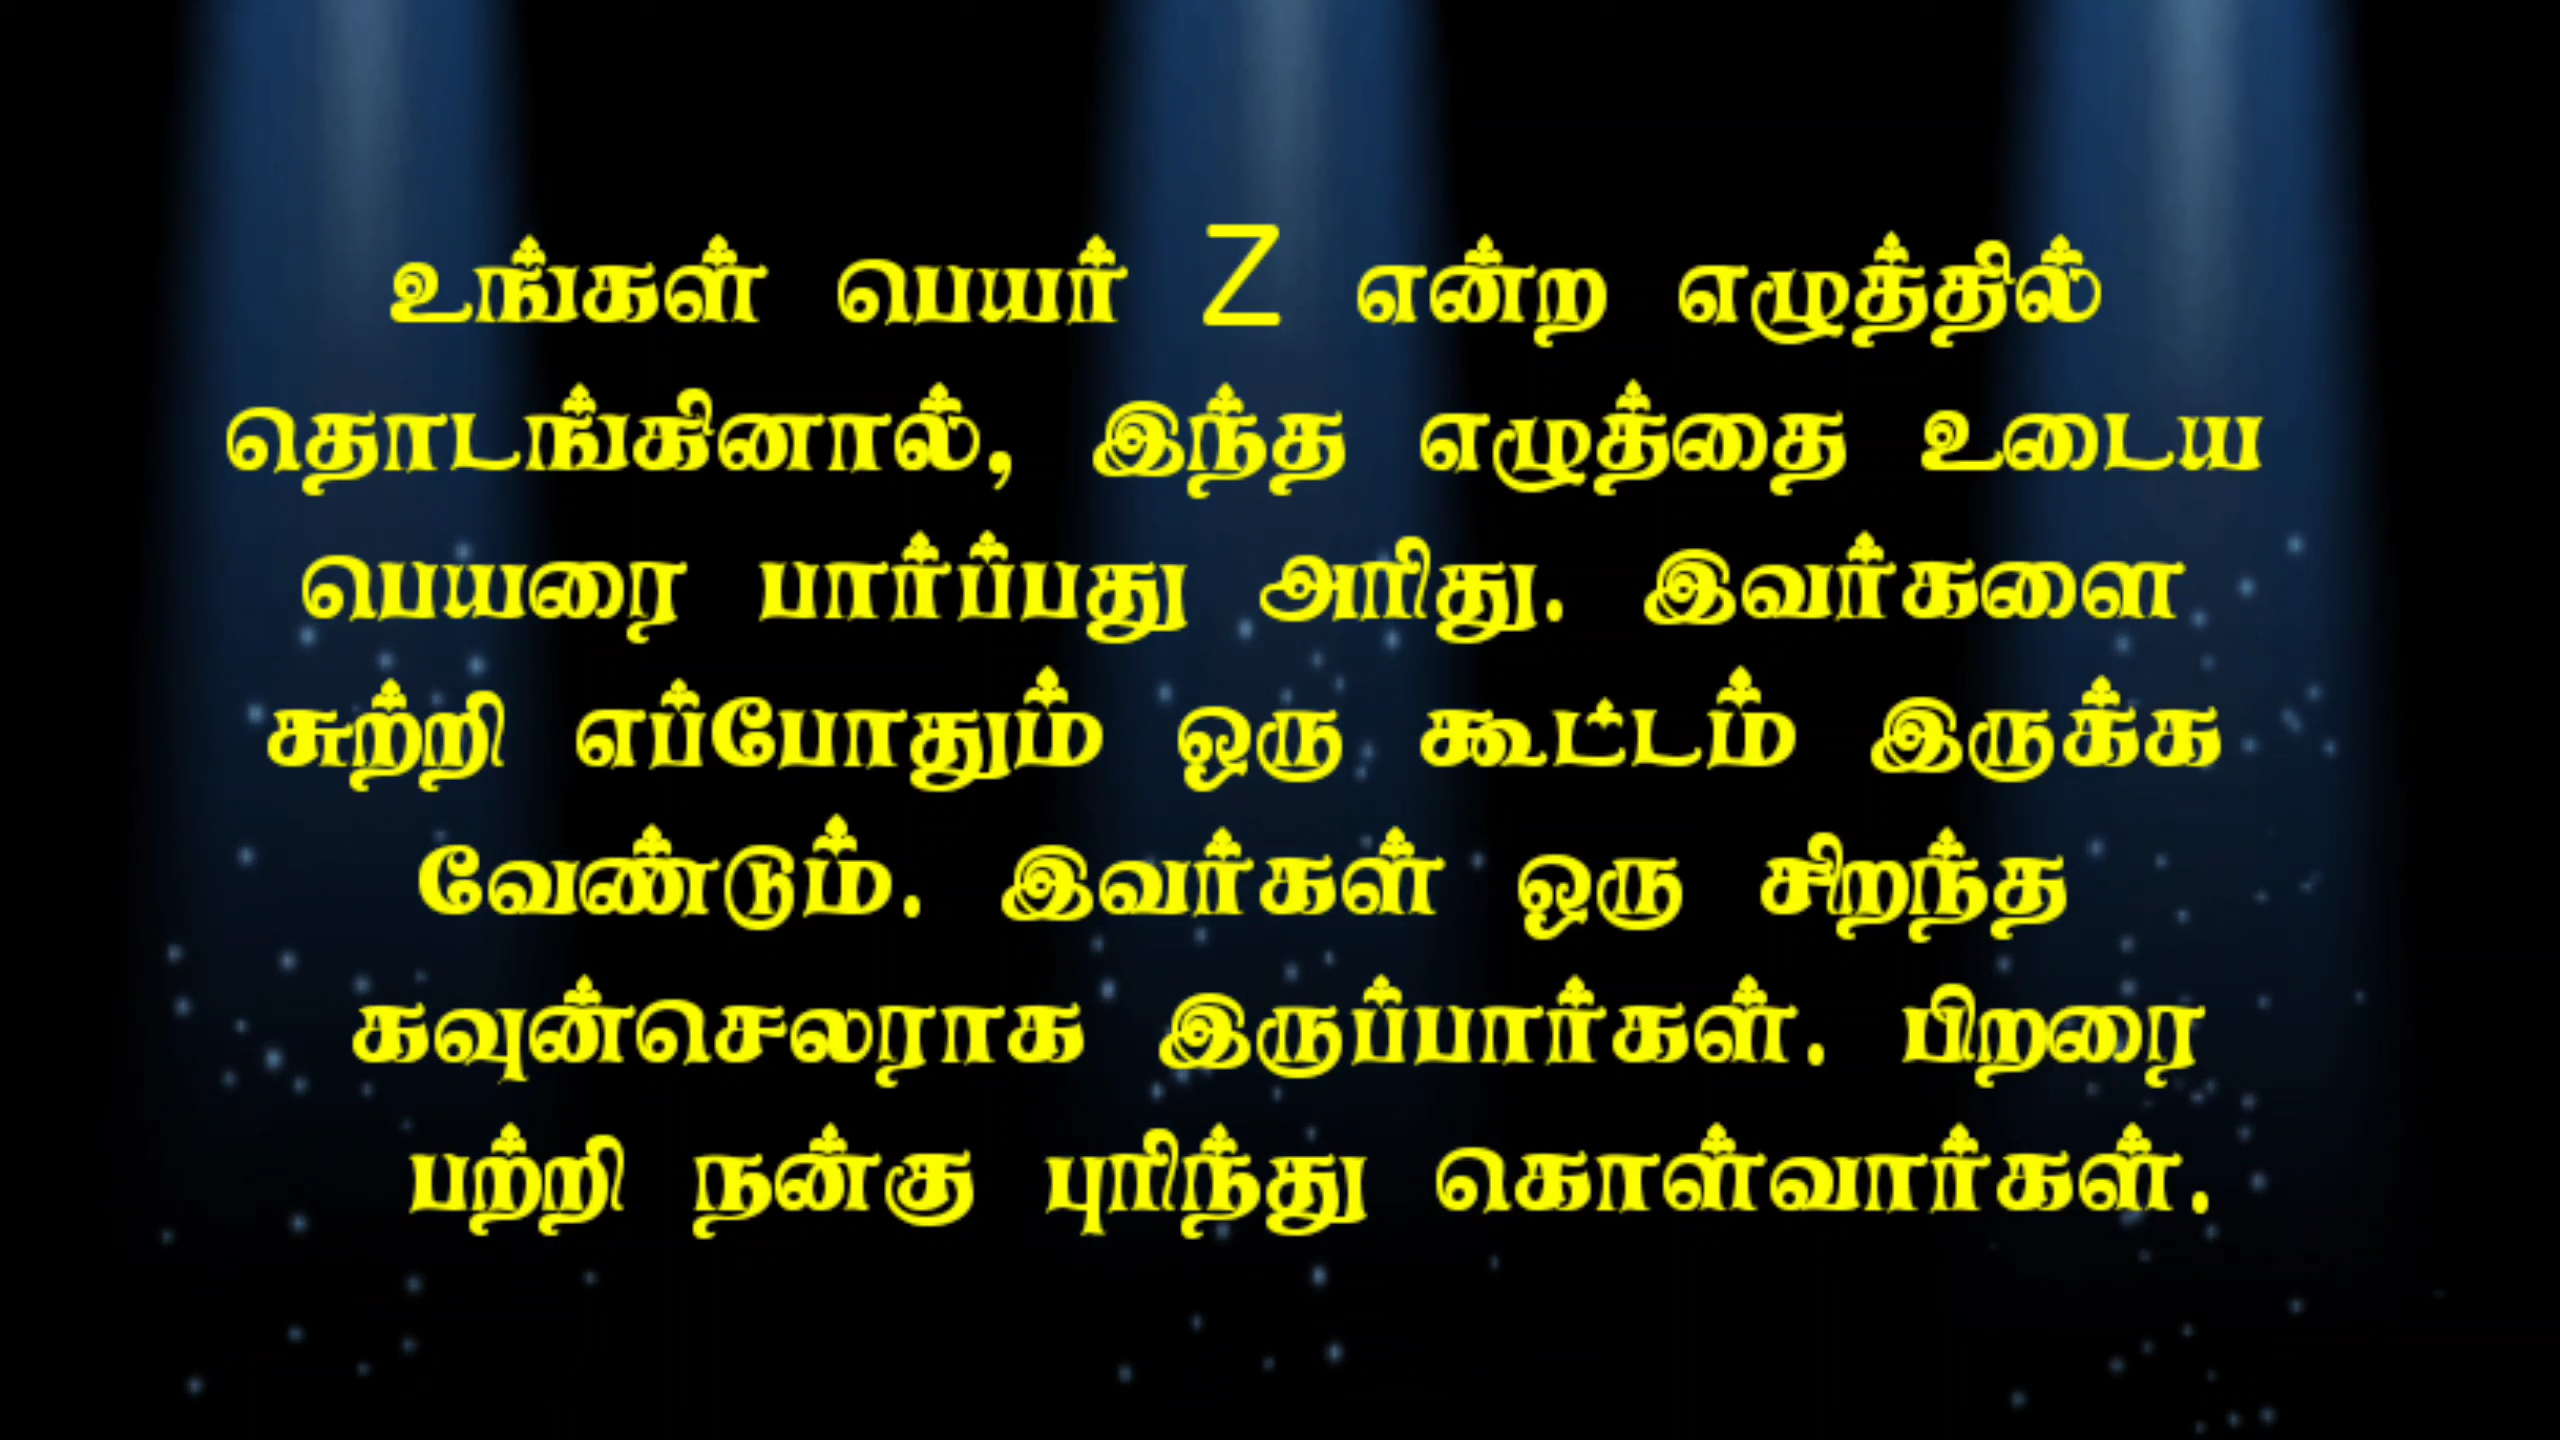 உங்கள் பெயர் Z என்ற எழுத்தில்
தொடங்கினால், இந்த எழுத்தை உடைய
பெயரை பார்ப்பது அரிது. இவர்களை
சுற்றி எப்போதும் ஒரு கூட்டம் இருக்க
வேண்டும். இவர்கள் ஒரு சிறந்த
கவுன்செலராக இருப்பார்கள். பிறரை
பற்றி நன்கு புரிந்து கொள்வார்கள்.